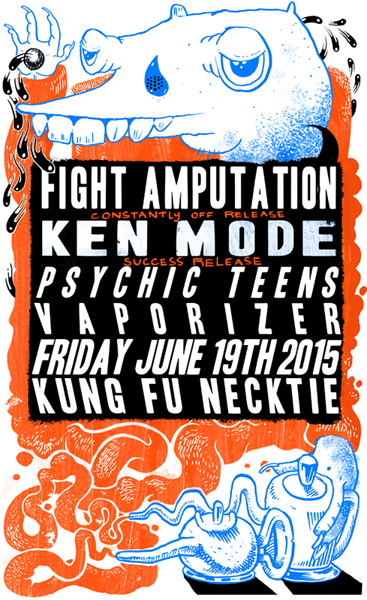 FIGHT AMPUTATION
CONSTANTLY OFF RELEASE
KEN MODE
SUCCESS RELEASE
PSYCHIC TEENS
VAPORIZER
FRIDAY JUNE 19TH 2015
KUNG FU NECKTIE